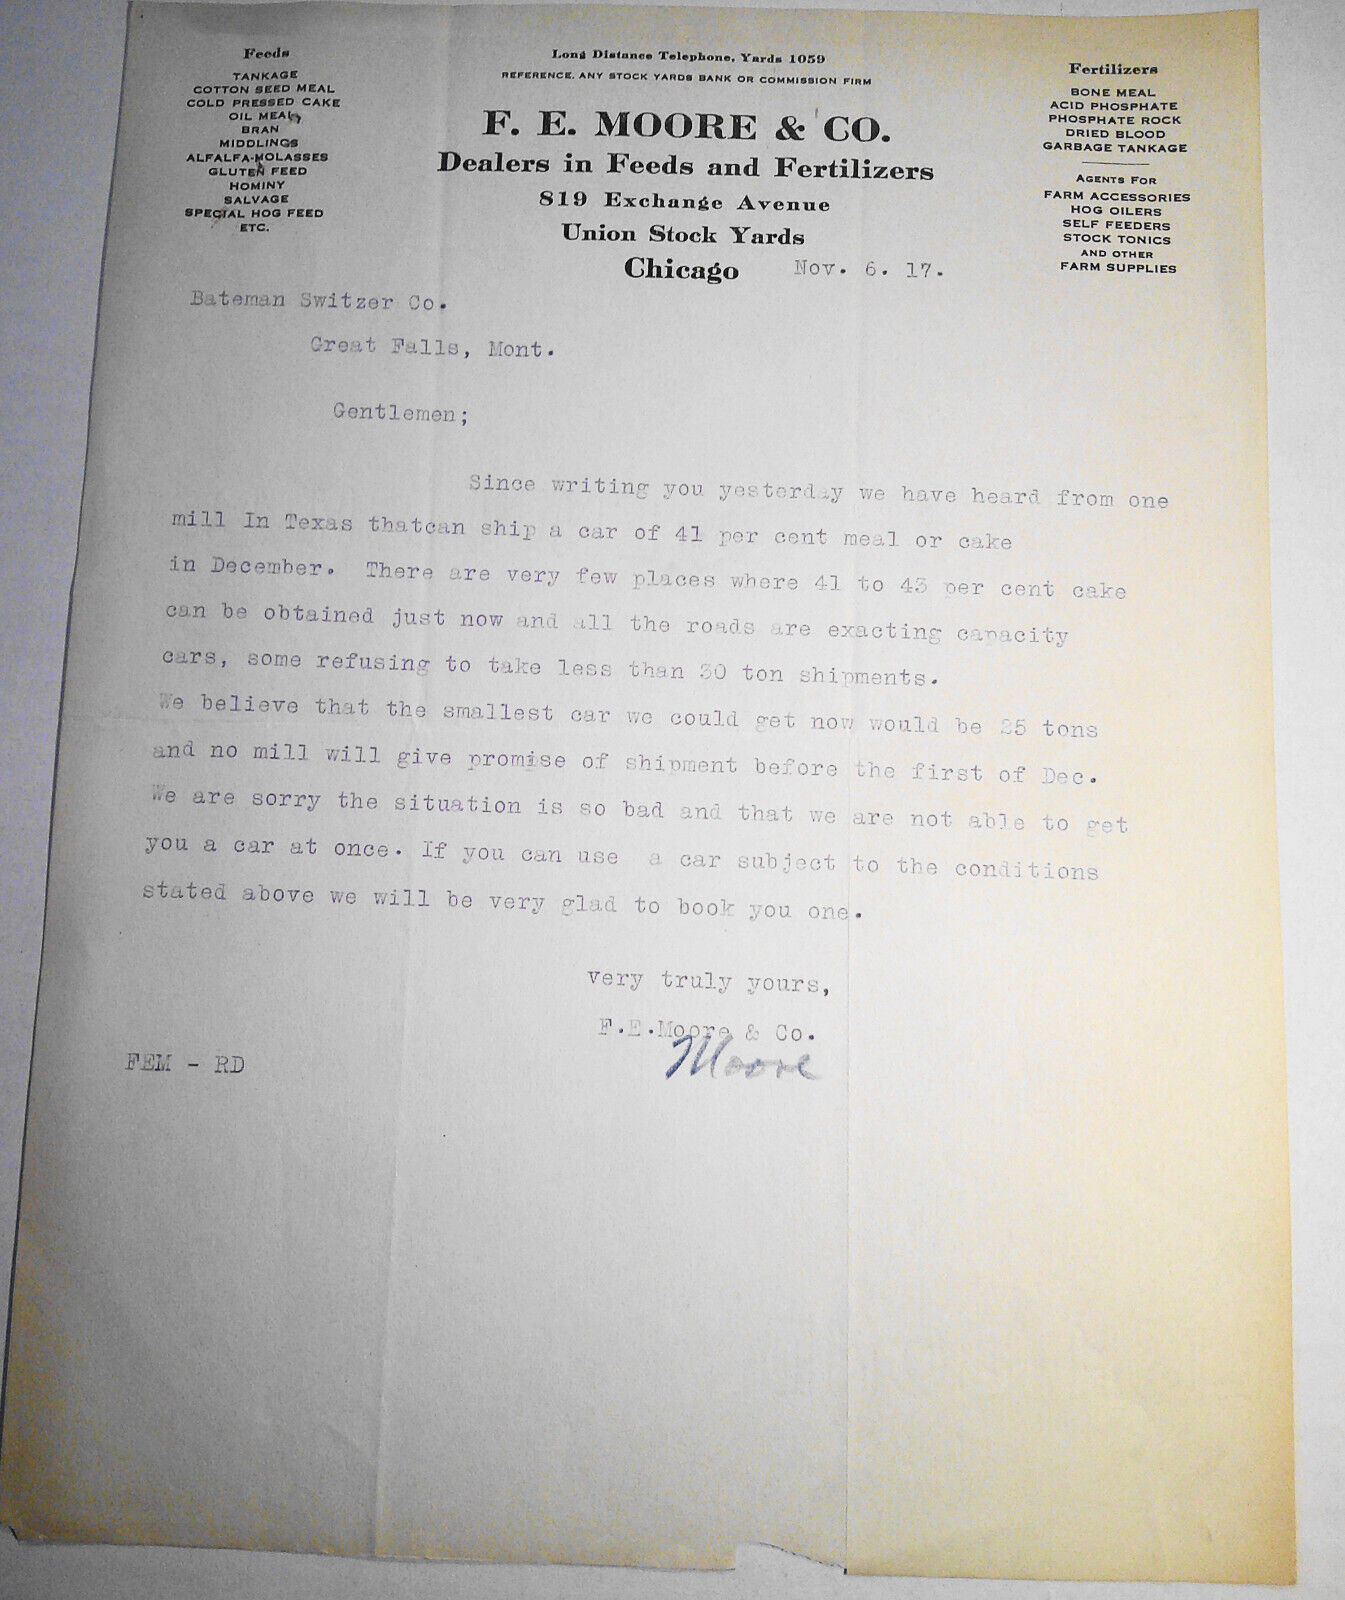 Feeds
TANKAGE
COTTON SEED MEAL
COLD PRESSED CAKE
OIL MEAL
BRAN
MIDDLINGS
ALFALFA-MOLASSES
GLUTEN FEED
HOMINY
SALVAGE
SPECIAL HOG FEED
ETC.
Long Distance Telephone, Yards 1059
REFERENCE, ANY STOCK YARDS BANK OR COMMISSION FIRM
F. E. MOORE & CO.
Dealers in Feeds and Fertilizers
819 Exchange Avenue
Union Stock Yards
Chicago
Fertilizers
BONE MEAL
ACID PHOSPHATE
PHOSPHATE ROCK
DRIED BLOOD
GARBAGE TANKAGE
AGENTS FOR
FARM ACCESSORIES
HOG OILERS
SELF FEEDERS
STOCK TONICS
AND OTHER
FARM SUPPLIES
Nov. 6. 17.
Bateman Switzer Co.
Great Falls, Mont.
Gentlemen;
Since writing you yesterday we have heard from one
mill In Texas thatcan ship a car of 41 per cent meal or cake
in December. There are very few places where 41 to 43 per cent cake
can be obtained just now and all the roads are exacting capacity
cars, some refusing to take less than 30 ton shipments.
We believe that the smallest car we could get now would be 25 tons
and no mill will give promise of shipment before the first of Dec.
We are sorry the situation is so bad and that we are not able to get
you a car at once. If you can use a car subject to the conditions
stated above we will be very glad to book you one.
very truly yours,
F.E.Moore & Co.
Moore
FEM - RD